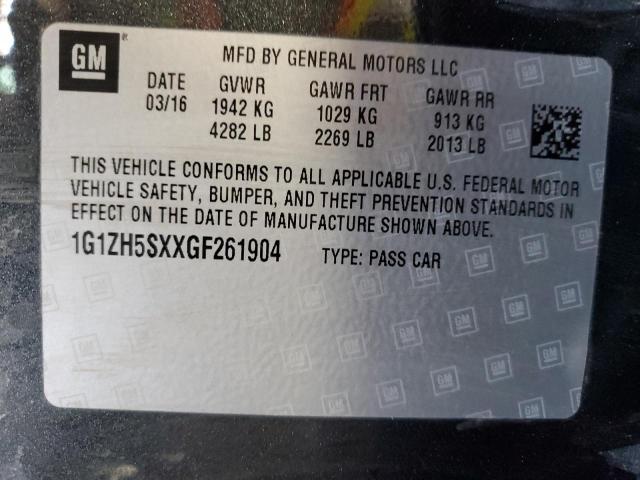 GM
MFD BY GENERAL MOTORS LLC
DATE GVWR GAWR FRT GAWR RR
03/16 1942 KG 1029 KG 913 KG
4282 LB 2269 LB 2013 LB
THIS VEHICLE CONFORMS TO ALL APPLICABLE U.S. FEDERAL MOTOR
VEHICLE SAFETY, BUMPER, AND THEFT PREVENTION STANDARDS IN
EFFECT ON THE DATE OF MANUFACTURE SHOWN ABOVE.
1G1ZH5SXXGF261904 TYPE: PASS CAR